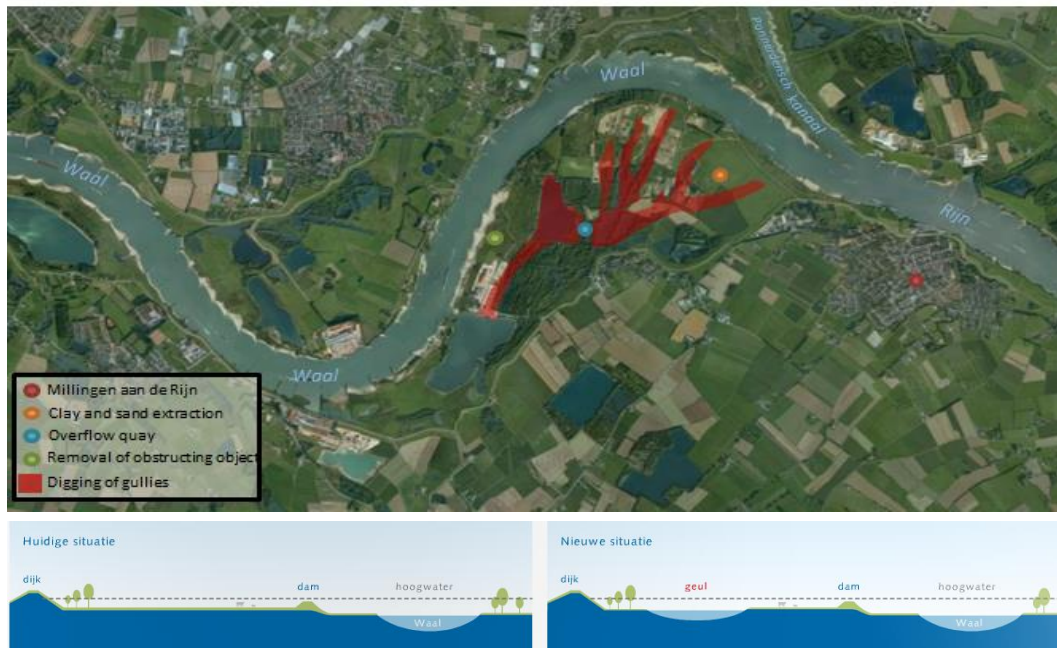 Waal
Pannerdensch kanaal
Waal
Rijn
Waal
Millingen aan de Rijn
Clay and sand extraction
Overflow quay
Removal of obstructing object
Digging of gullies
Huidige situatie
dijk
dam
hoogwater
Waal
Nieuwe situatie
dijk
geul
dam
hoogwater
Waal